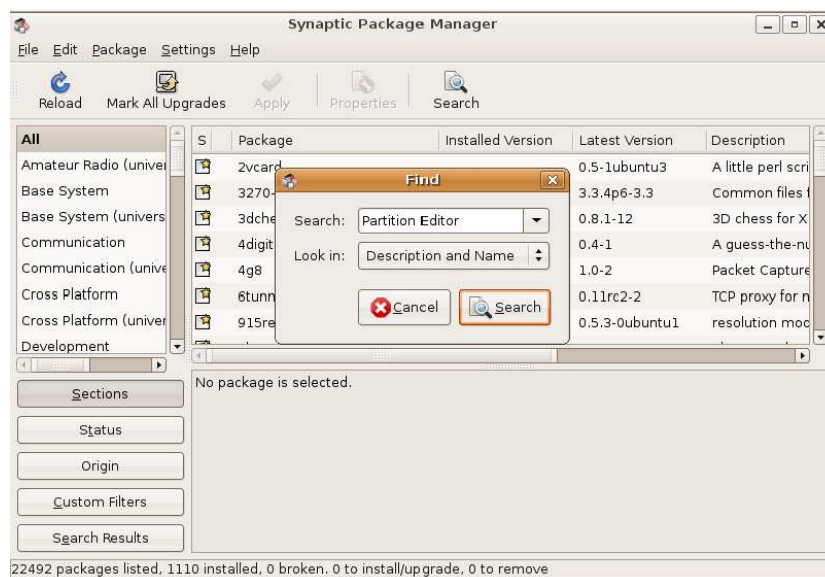 Synaptic Package Manager
File Edit Package Settings Help
Reload Mark All Upgrades Apply Properties Search
All
Amateur Radio (univer
Base System
Base System (univers
Communication
Communication (unive
Cross Platform
Cross Platform (univer
Development
S Package Installed Version Latest Version Description
2vcard 0.5-1ubuntu3 A little perl scri
3270- 3.3.4p6-3.3 Common files f
3dche 0.8.1-12 3D chess for X
4digit 0.4-1 A guess-the-nu
4g8 1.0-2 Packet Capture
6tunn 0.11rc2-2 TCP proxy for n
915re 0.5.3-0ubuntu1 resolution moc
Find
Search: Partition Editor
Look in: Description and Name
Cancel Search
Sections
Status
Origin
Custom Filters
Search Results
No package is selected.
22492 packages listed, 1110 installed, 0 broken. 0 to install/upgrade, 0 to remove